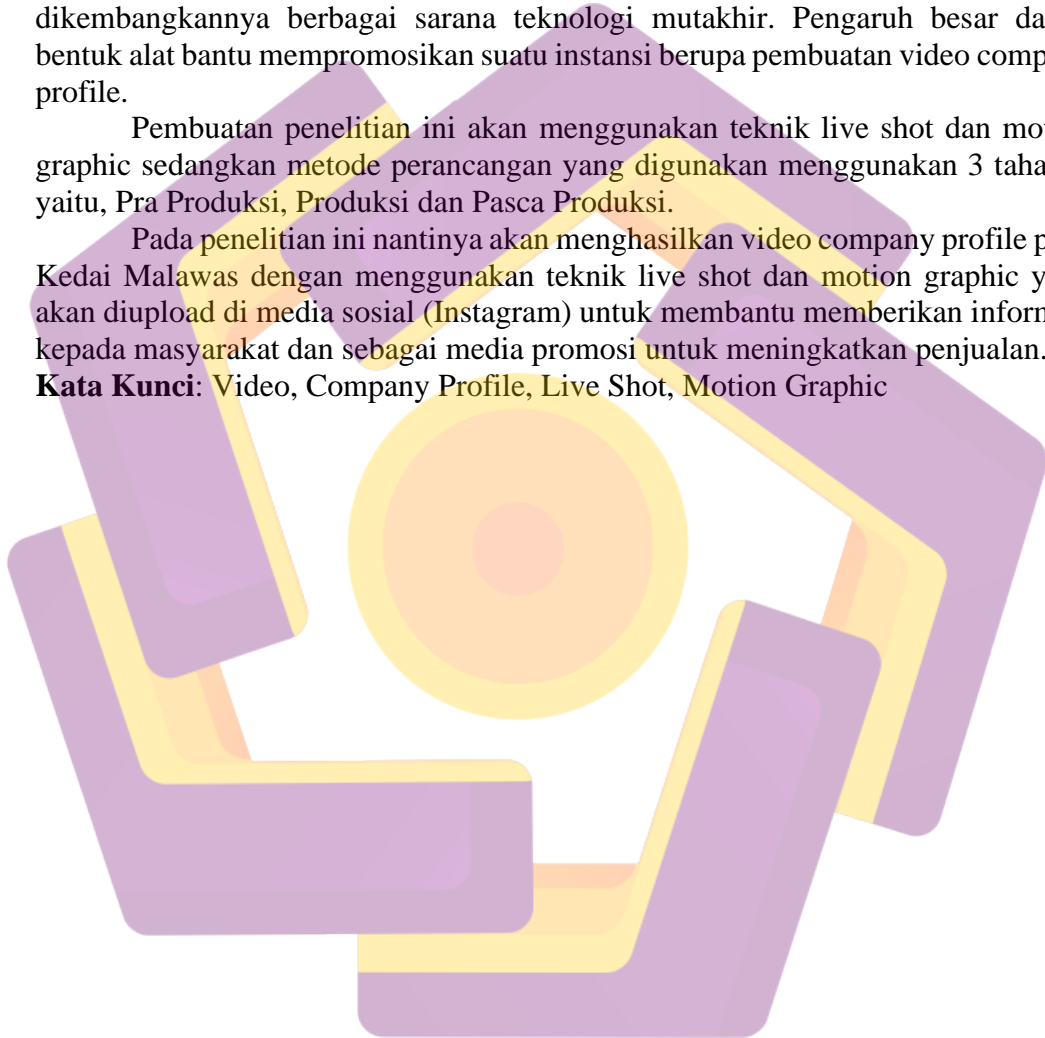 dikembangkannya berbagai sarana teknologi mutakhir. Pengaruh besar da
bentuk alat bantu mempromosikan suatu instansi berupa pembuatan video comp
profile.
Pembuatan penelitian ini akan menggunakan teknik live shot dan mo
graphic sedangkan metode perancangan yang digunakan menggunakan 3 taha
yaitu, Pra Produksi, Produksi dan Pasca Produksi.
Pada penelitian ini nantinya akan menghasilkan video company profile p
Kedai Malawas dengan menggunakan teknik live shot dan motion graphic y
akan diupload di media sosial (Instagram) untuk membantu memberikan inform
kepada masyarakat dan sebagai media promosi untuk meningkatkan penjualan.
Kata Kunci: Video, Company Profile, Live Shot, Motion Graphic